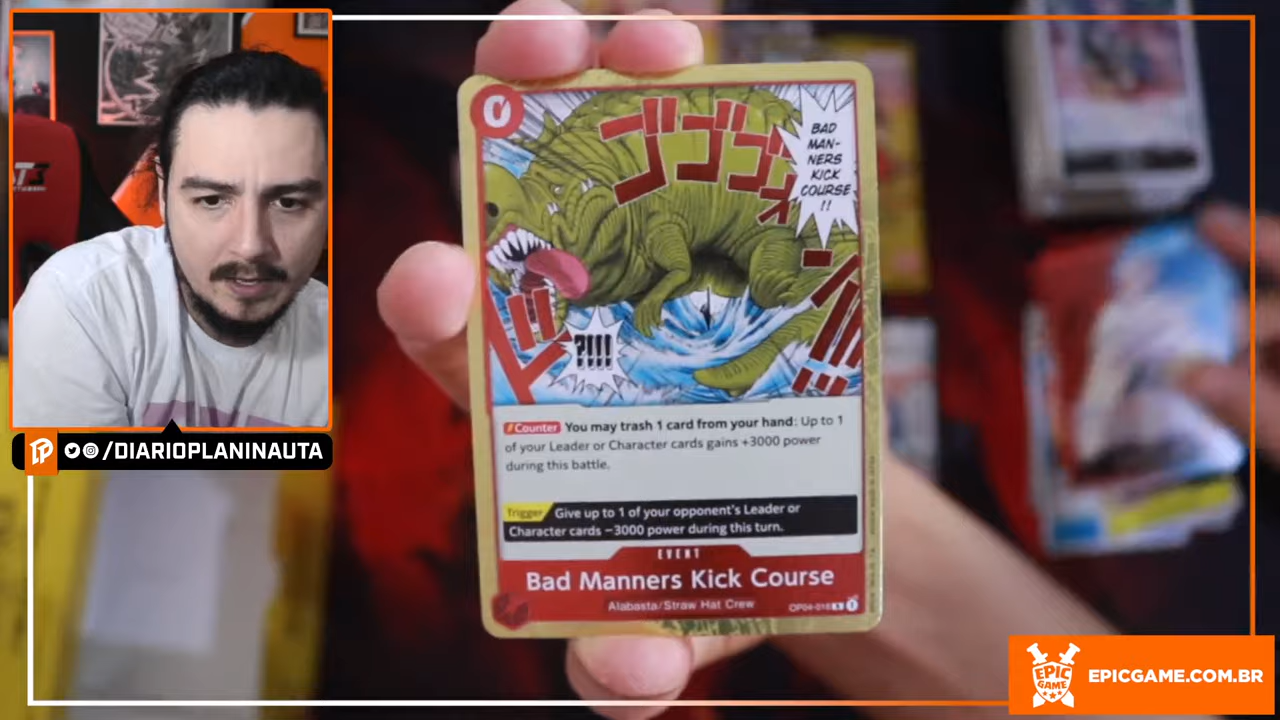 0
ゴゴゴゴ
BAD
MAN-
NERS
KICK
COURSE
!!
?!!!
Counter You may trash 1 card from your hand: Up to 1
of your Leader or Character cards gains +3000 power
during this battle.
Trigger Give up to 1 of your opponent's Leader or
Character cards −3000 power during this turn.
EVENT
Bad Manners Kick Course
Alabasta/Straw Hat Crew
OP04-016 R 1
/DIARIOPLANINAUTA
EPIC
GAME
EPICGAME.COM.BR